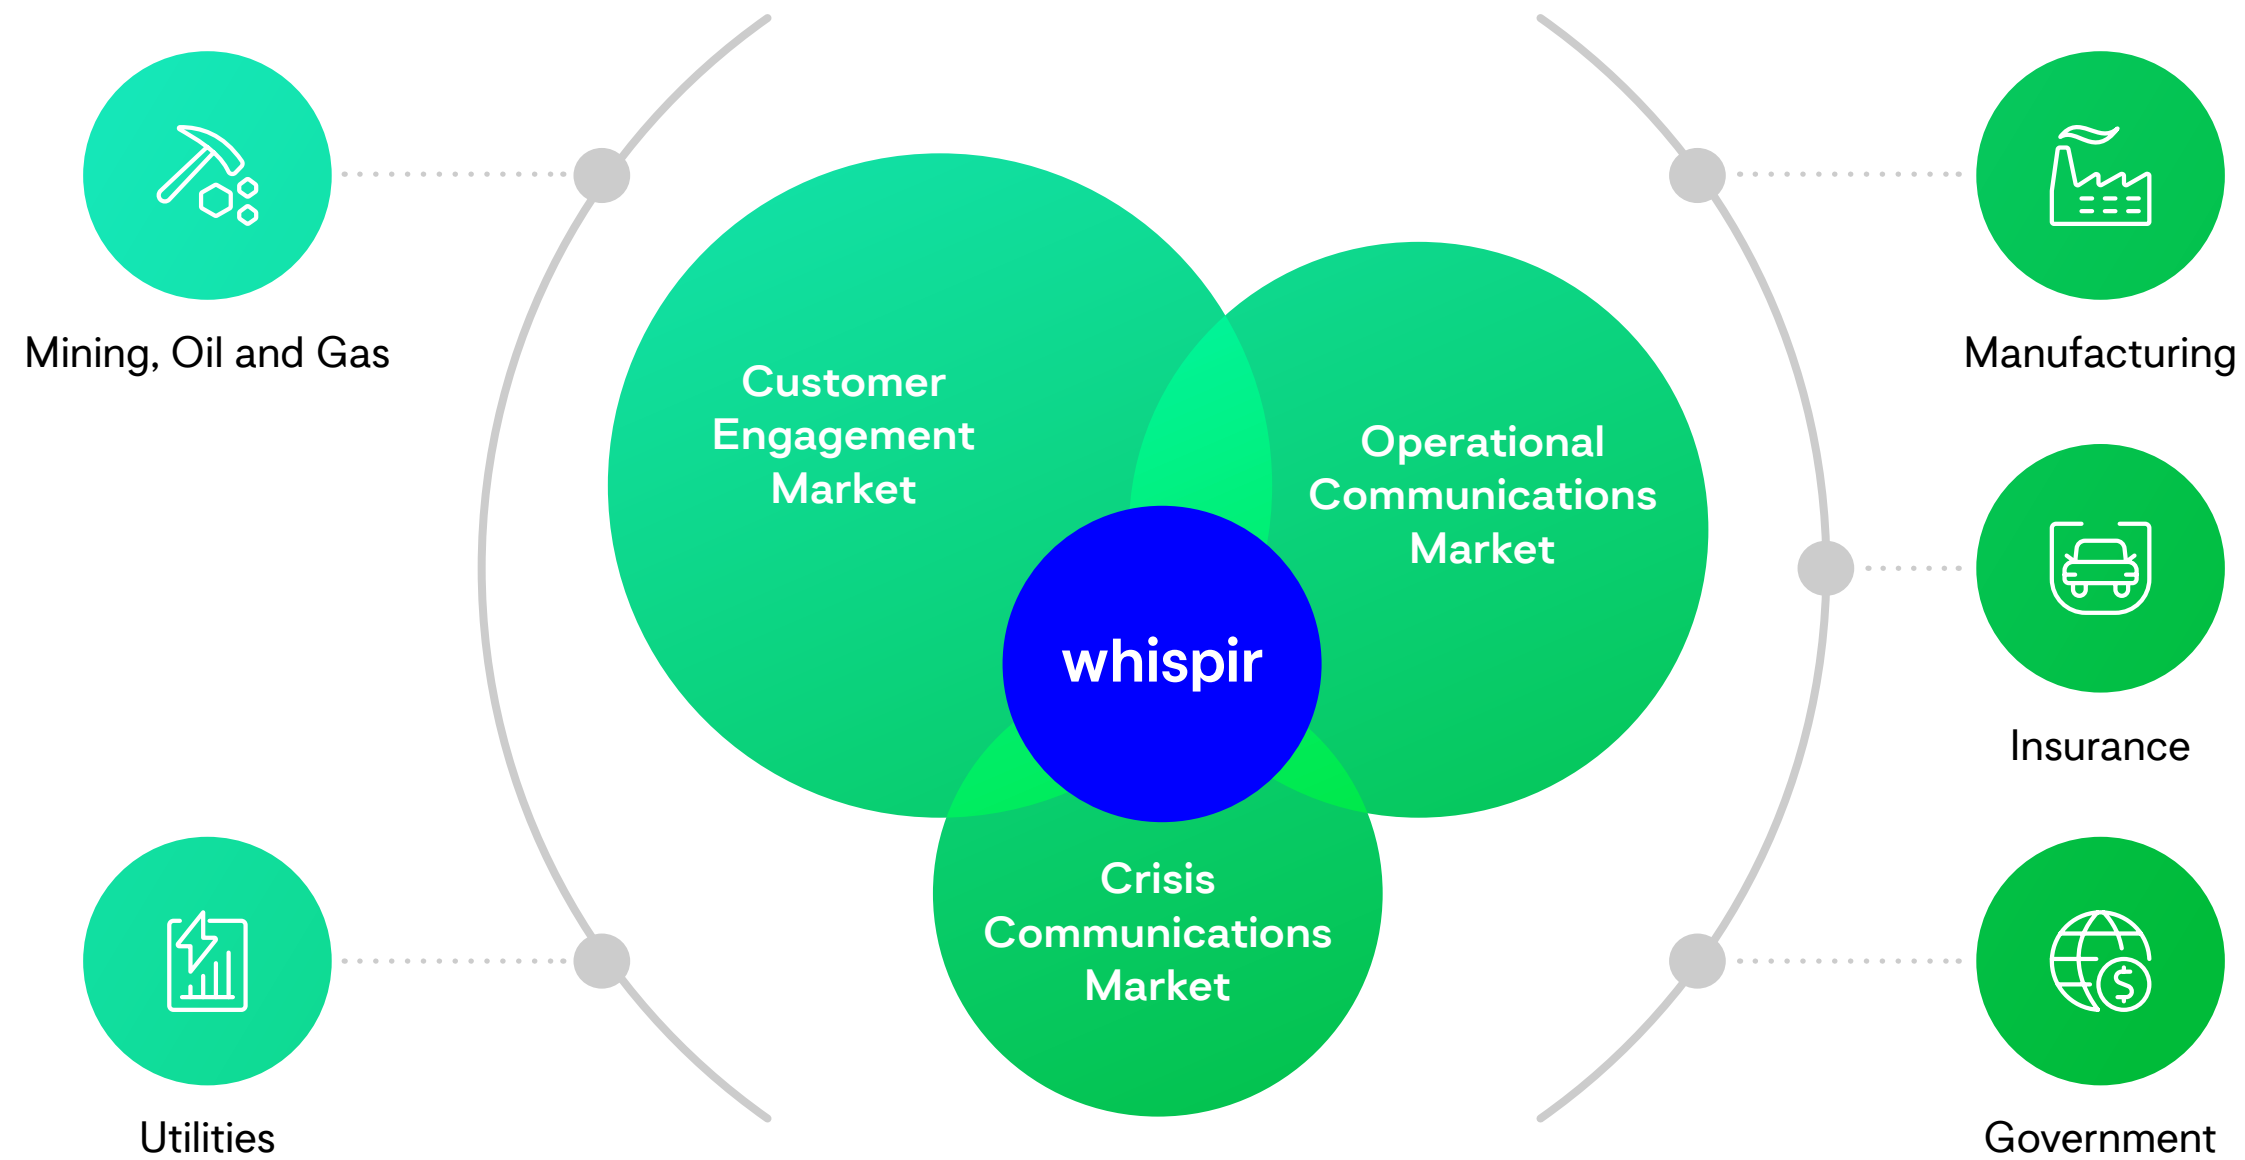 Mining, Oil and Gas
Utilities
Customer
Engagement
Market
Operational
Communications
Market
whispir
Crisis
Communications
Market
Manufacturing
Insurance
Government
$